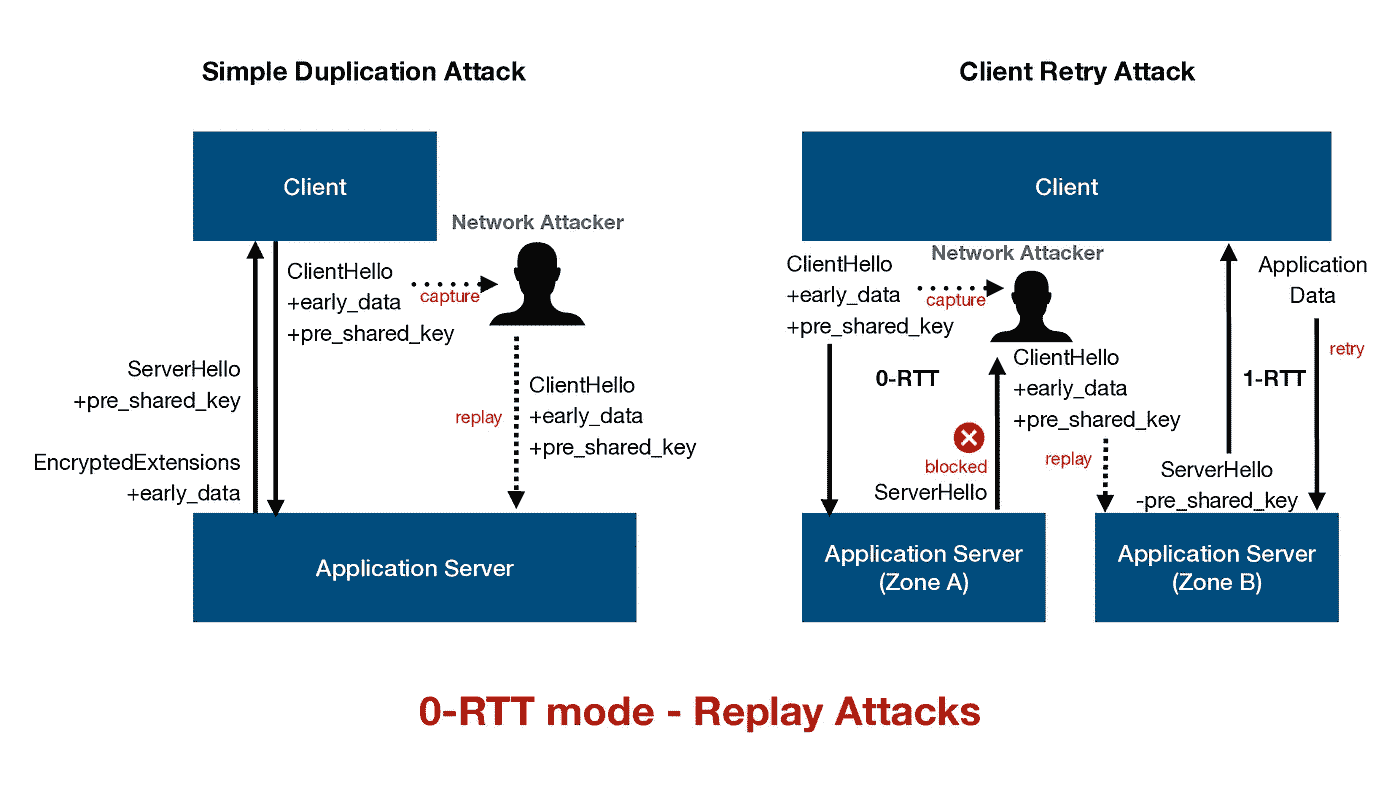 Simple Duplication Attack
Client
Network Attacker
ClientHello
+early_data
+pre_shared_key
capture
ServerHello
+pre_shared_key
EncryptedExtensions
+early_data
replay
ClientHello
+early_data
+pre_shared_key
Application Server
Client Retry Attack
Client
Network Attacker
ClientHello
+early_data
+pre_shared_key
capture
0-RTT
blocked
ServerHello
ClientHello
+early_data
+pre_shared_key
replay
Application Server
(Zone A)
1-RTT
ServerHello
-pre_shared_key
Application
Data
retry
Application Server
(Zone B)
0-RTT mode - Replay Attacks